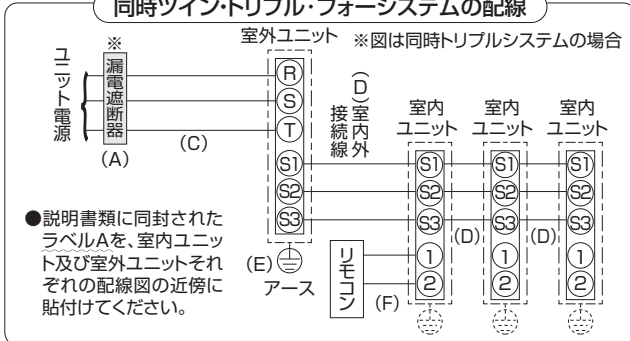 同時ツイン・トリプル・フォーシステムの配線
室外ユニット
※図は同時トリプルシステムの場合
※
ユニット電源
漏電遮断器
(A)
(C)
R
S
T
S1
S2
S3
(E)
アース
(D)室内外
接続線
室内
ユニット
室内
ユニット
室内
ユニット
S1
S2
S3
1
2
(D)
S1
S2
S3
1
2
(D)
S1
S2
S3
1
2
リモコン
(F)
●説明書類に同封された
ラベルAを、室内ユニッ
ト及び室外ユニットそれ
ぞれの配線図の近傍に
貼付けてください。